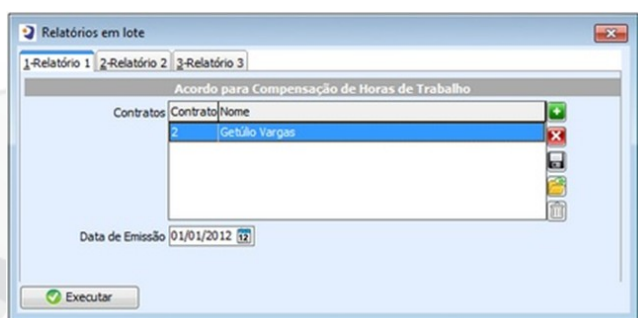 Relatórios em lote
1-Relatório 1 2-Relatório 2 3-Relatório 3
Acordo para Compensação de Horas de Trabalho
Contratos Contrato Nome
2 Getúlio Vargas
Data de Emissão 01/01/2012 12
Executar